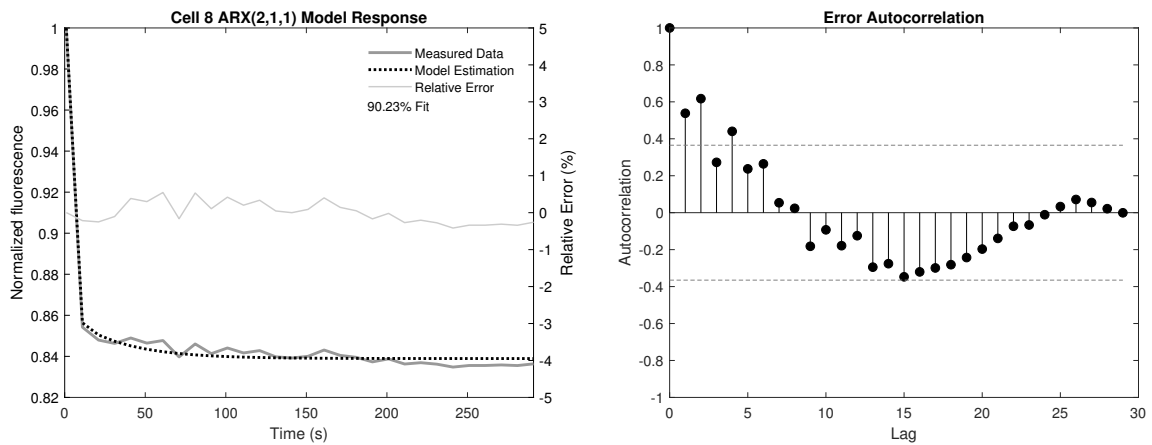 Cell 8 ARX(2,1,1) Model Response
Normalized fluorescence
1
0.98
0.96
0.94
0.92
0.9
0.88
0.86
0.84
0.82
Measured Data
Model Estimation
Relative Error
90.23% Fit
5
4
3
2
1
0
-1
-2
-3
-4
-5
Relative Error (%)
0 50 100 150 200 250
Time (s)
Error Autocorrelation
Autocorrelation
1
0.8
0.6
0.4
0.2
0
-0.2
-0.4
-0.6
-0.8
-1
0 5 10 15 20 25 30
Lag